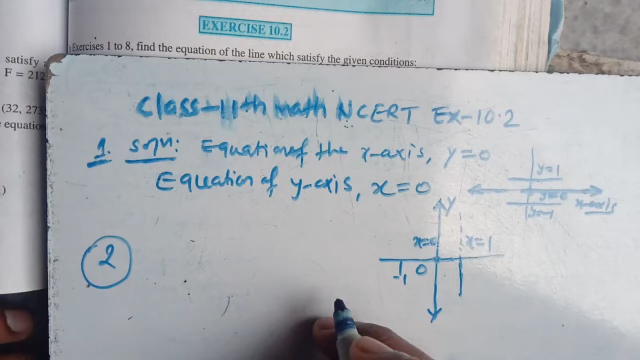 EXERCISE 10.2
Exercises 1 to 8, find the equation of the line which satisfy the given conditions:
satisfy
F = 212
(32, 273
equation
)
Class-11th math NCERT EX-10.2
1. Soln: Equation of the x-axis, y=0
Equation of y-axis, x=0
y=1
y=0
x-axis
y=-1
y
x=0
x=1
-1
0
2